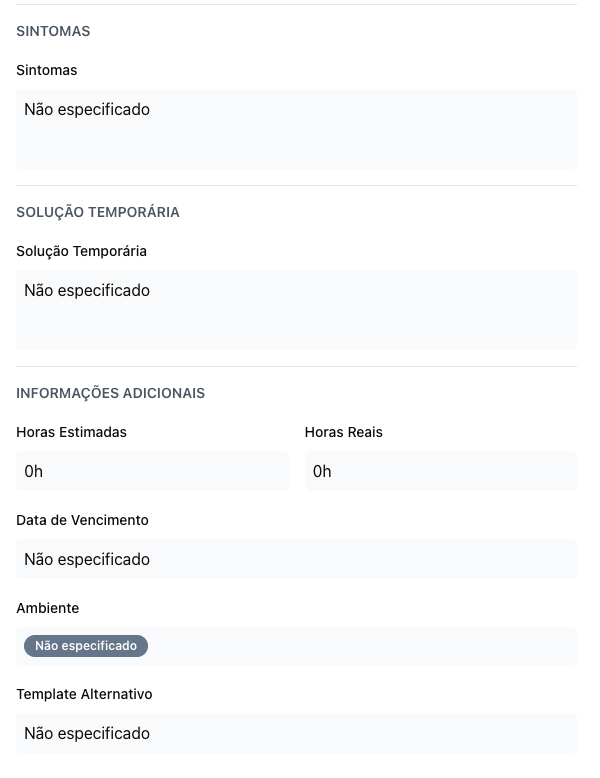 SINTOMAS
Sintomas
Não especificado
SOLUÇÃO TEMPORÁRIA
Solução Temporária
Não especificado
INFORMAÇÕES ADICIONAIS
Horas Estimadas
Horas Reais
0h
0h
Data de Vencimento
Não especificado
Ambiente
Não especificado
Template Alternativo
Não especificado